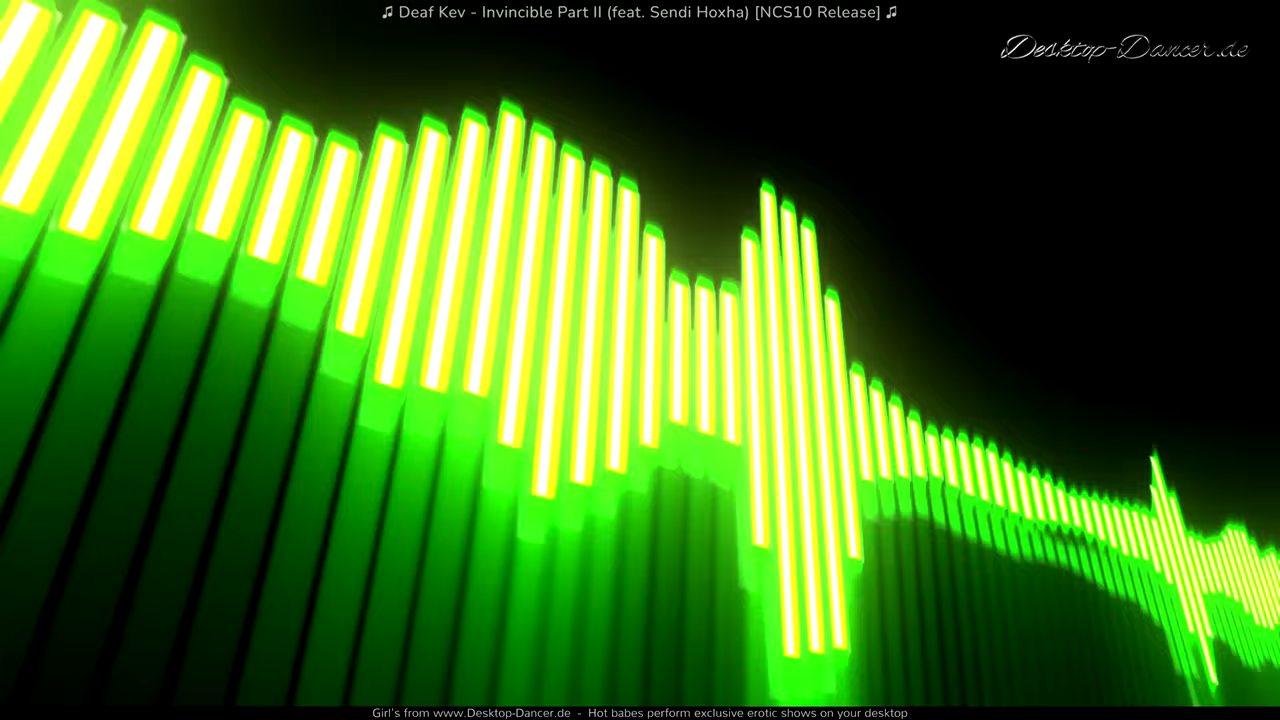 ♫ Deaf Kev - Invincible Part II (feat. Sendi Hoxha) [NCS10 Release] ♫
Desktop-Dancer.de
Girl's from www.Desktop-Dancer.de - Hot babes perform exclusive erotic shows on your desktop